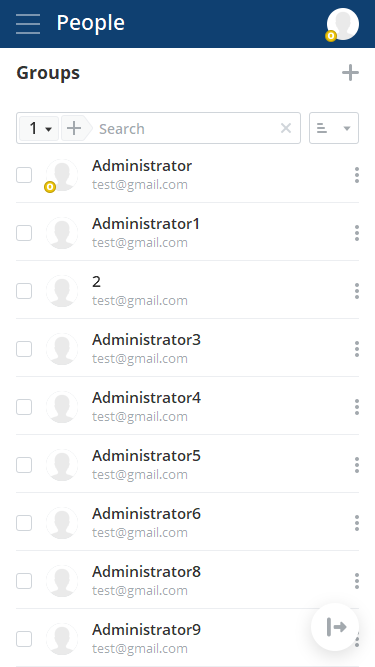 People
Groups
1
Search
Administrator
test@gmail.com
Administrator1
test@gmail.com
2
test@gmail.com
Administrator3
test@gmail.com
Administrator4
test@gmail.com
Administrator5
test@gmail.com
Administrator6
test@gmail.com
Administrator8
test@gmail.com
Administrator9
test@gmail.com